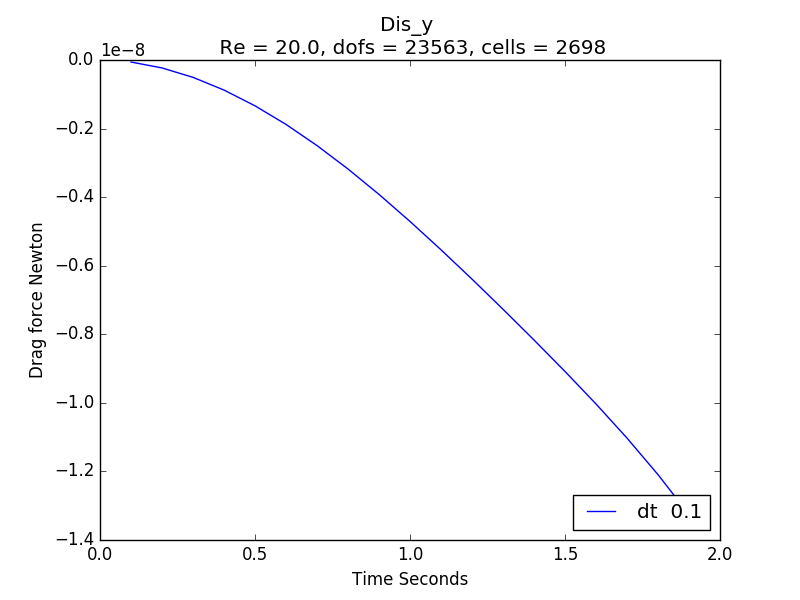 Dis_y
Re = 20.0, dofs = 23563, cells = 2698
1e−8
0.0
−0.2
−0.4
−0.6
−0.8
−1.0
−1.2
−1.4
Drag force Newton
0.0 0.5 1.0 1.5 2.0
Time Seconds
dt 0.1